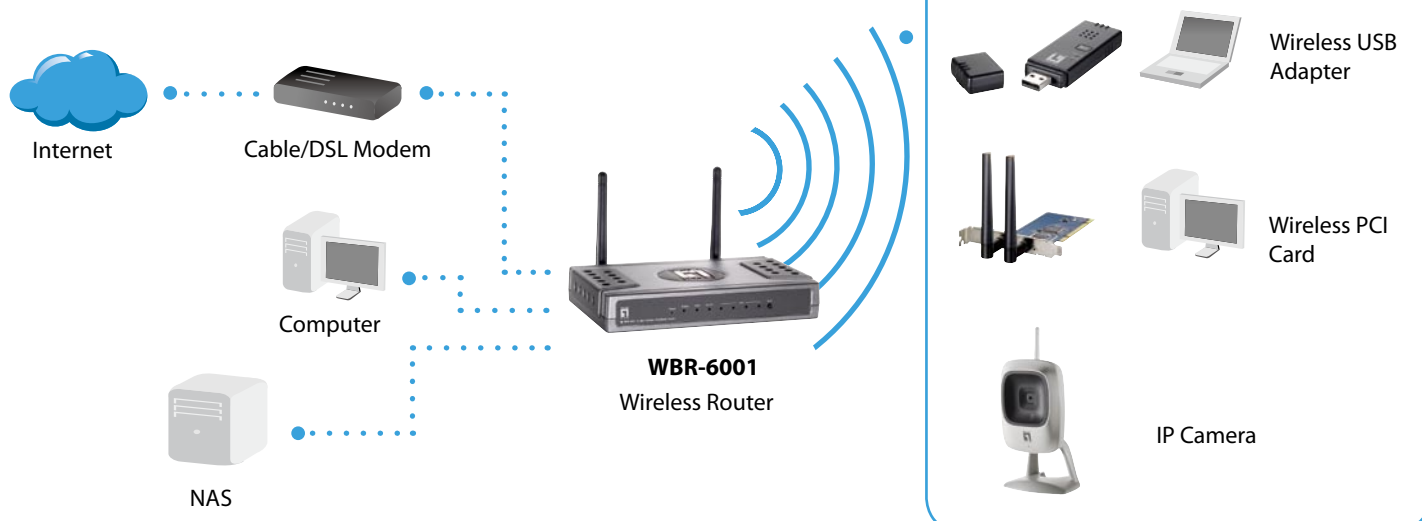 Internet
Cable/DSL Modem
Computer
NAS
WBR-6001
Wireless Router
Wireless USB
Adapter
Wireless PCI
Card
IP Camera